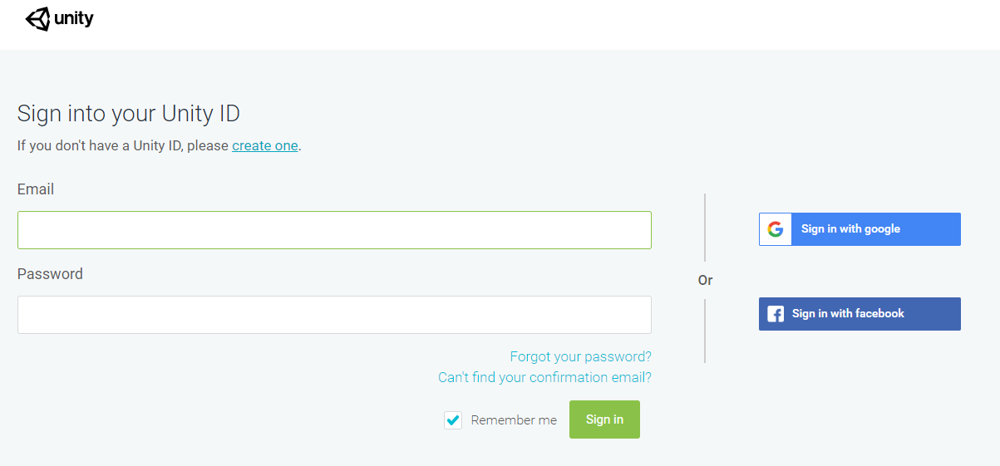 unity
Sign into your Unity ID
If you don't have a Unity ID, please create one.
Email
Password
Forgot your password?
Can't find your confirmation email?
Remember me
Sign in
Or
Sign in with google
Sign in with facebook